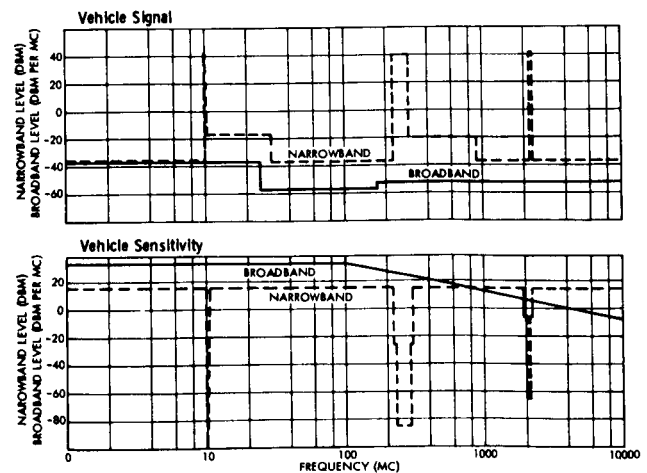 Vehicle Signal
NARROWBAND LEVEL (DBM)
BROADBAND LEVEL (DBM PER MC)
40
20
0
-20
-40
-60
NARROWBAND
BROADBAND
Vehicle Sensitivity
NAROWBAND LEVEL (DBM)
BROADBAND LEVEL (DBM PER MC)
20
0
-20
-40
-60
-80
BROADBAND
NARROWBAND
0 10 100 1000 10000
FREQUENCY (MC)